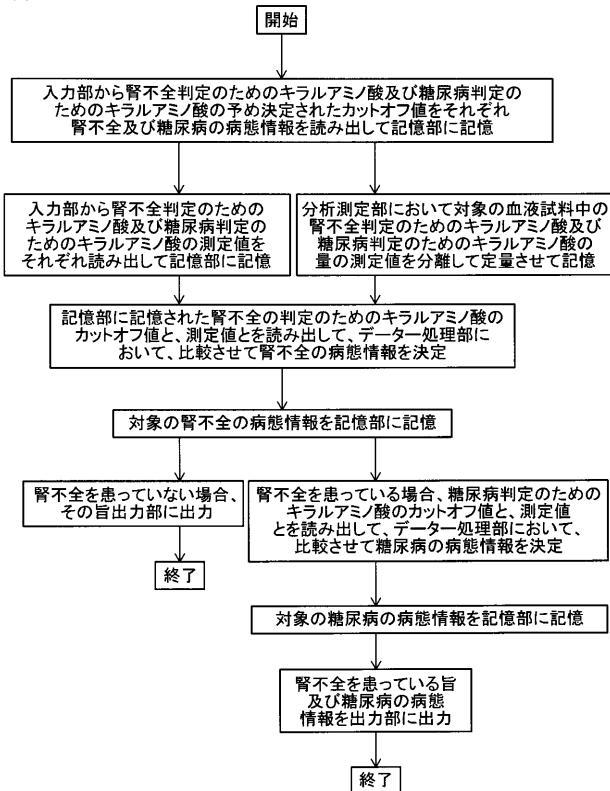 開始
入力部から腎不全判定のためのキラルアミノ酸及び糖尿病判定の
ためのキラルアミノ酸の予め決定されたカットオフ値をそれぞれ
腎不全及び糖尿病の病態情報を読み出して記憶部に記憶
入力部から腎不全判定のための
キラルアミノ酸及び糖尿病判定の
ためのキラルアミノ酸の測定値を
それぞれ読み出して記憶部に記憶
分析測定部において対象の血液試料中の
腎不全判定のためのキラルアミノ酸及び
糖尿病判定のためのキラルアミノ酸の
量の測定値を分離して定量させて記憶
記憶部に記憶された腎不全の判定のためのキラルアミノ酸の
カットオフ値と、測定値とを読み出して、データー処理部に
おいて、比較させて腎不全の病態情報を決定
対象の腎不全の病態情報を記憶部に記憶
腎不全を患っていない場合、
その旨出力部に出力
終了
腎不全を患っている場合、糖尿病判定のための
キラルアミノ酸のカットオフ値と、測定値
とを読み出して、データー処理部において、
比較させて糖尿病の病態情報を決定
対象の糖尿病の病態情報を記憶部に記憶
腎不全を患っている旨
及び糖尿病の病態
情報を出力部に出力
終了